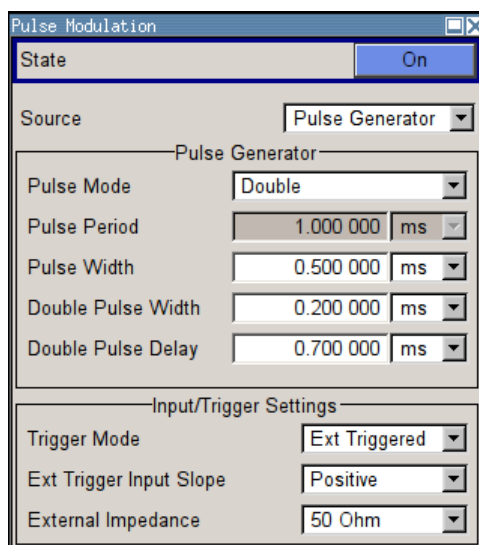 Pulse Modulation
State On
Source Pulse Generator
Pulse Generator
Pulse Mode Double
Pulse Period 1.000 000 ms
Pulse Width 0.500 000 ms
Double Pulse Width 0.200 000 ms
Double Pulse Delay 0.700 000 ms
Input/Trigger Settings
Trigger Mode Ext Triggered
Ext Trigger Input Slope Positive
External Impedance 50 Ohm